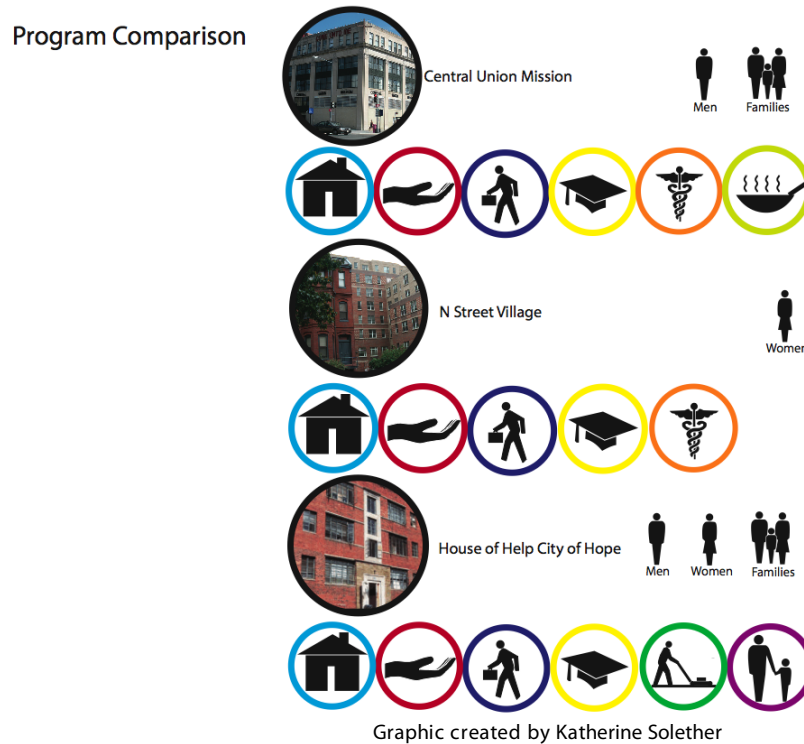 Program Comparison
Central Union Mission
Men
Families
N Street Village
Women
House of Help City of Hope
Men
Women
Families
Graphic created by Katherine Solether